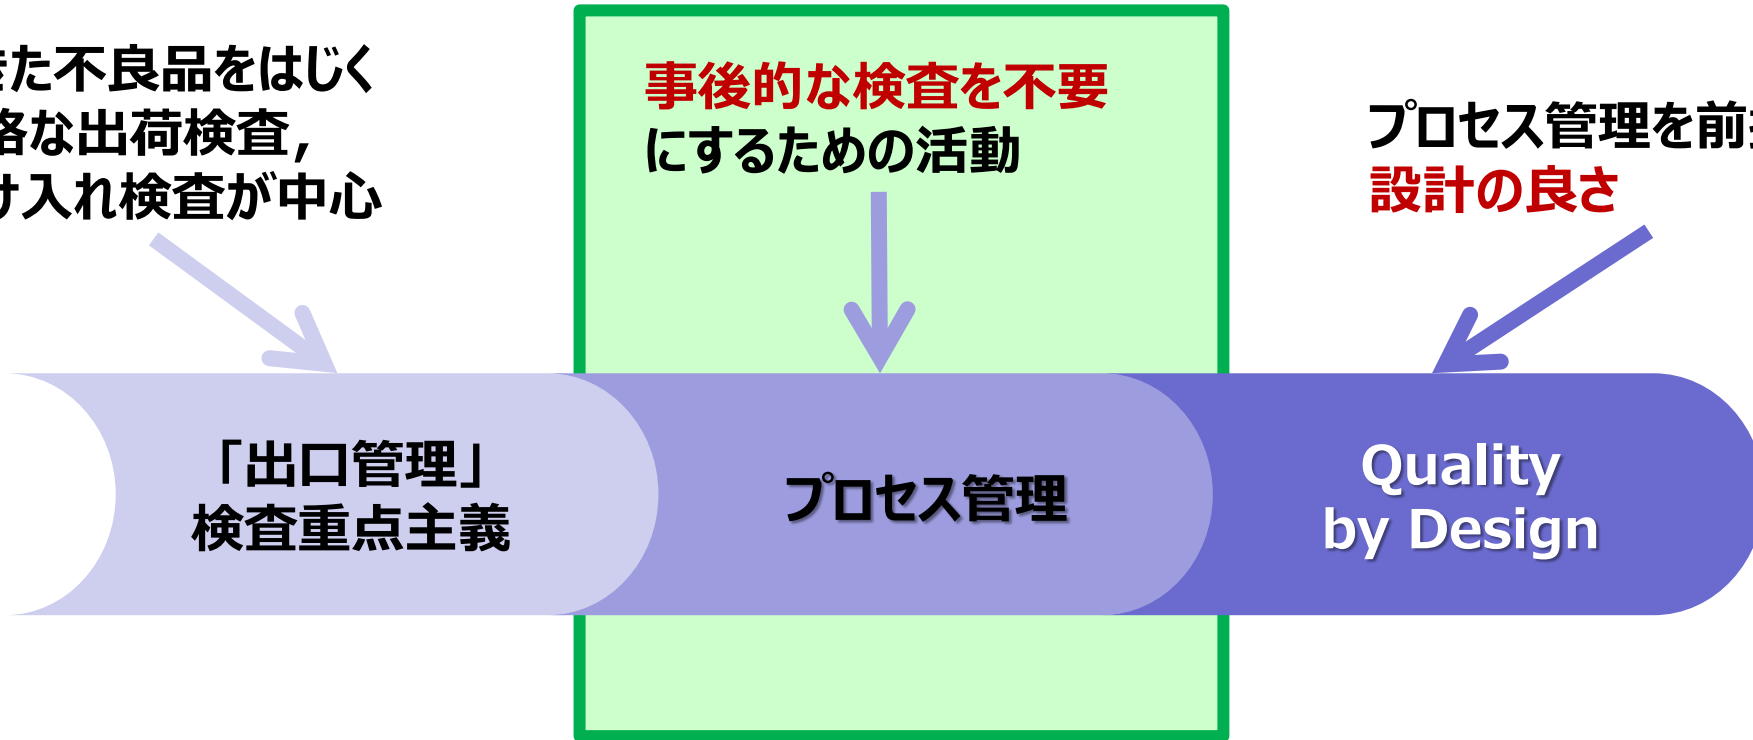 きた不良品をはじく
格な出荷検査,
け入れ検査が中心
事後的な検査を不要
にするための活動
プロセス管理を前
設計の良さ
「出口管理」
検査重点主義
プロセス管理
Quality
by Design